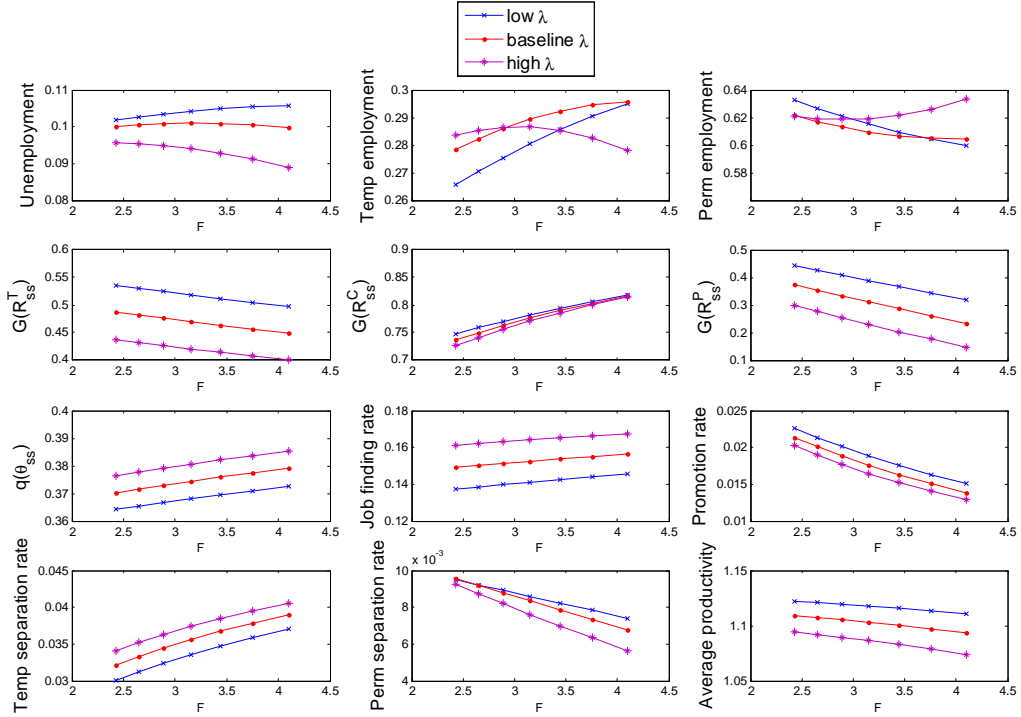 low λ
baseline λ
high λ
Unemployment
0.11
0.1
0.09
0.08
2 2.5 3 3.5 4 4.5
F
Temp employment
0.3
0.29
0.28
0.27
0.26
2 2.5 3 3.5 4 4.5
F
Perm employment
0.64
0.62
0.6
0.58
2 2.5 3 3.5 4 4.5
F
G(R^T_ss)
0.6
0.55
0.5
0.45
0.4
2 2.5 3 3.5 4 4.5
F
G(R^C_ss)
0.9
0.85
0.8
0.75
0.7
2 2.5 3 3.5 4 4.5
F
G(R^P_ss)
0.5
0.4
0.3
0.2
0.1
2 2.5 3 3.5 4 4.5
F
q(θ_ss)
0.4
0.39
0.38
0.37
0.36
2 2.5 3 3.5 4 4.5
F
Job finding rate
0.18
0.16
0.14
0.12
2 2.5 3 3.5 4 4.5
F
Promotion rate
0.025
0.02
0.015
0.01
2 2.5 3 3.5 4 4.5
F
Temp separation rate
0.045
0.04
0.035
0.03
2 2.5 3 3.5 4 4.5
F
Perm separation rate
x 10^-3
10
8
6
4
2 2.5 3 3.5 4 4.5
F
Average productivity
1.15
1.1
1.05
2 2.5 3 3.5 4 4.5
F